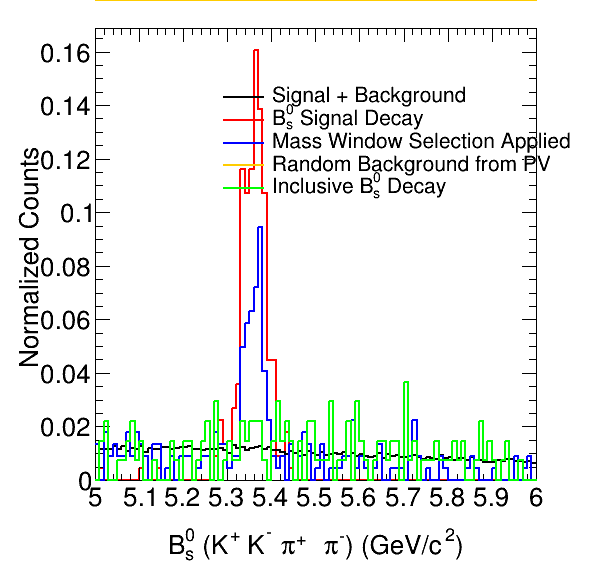 0.16
0.14
0.12
0.1
0.08
0.06
0.04
0.02
0
Normalized Counts
Signal + Background
B⁰ₛ Signal Decay
Mass Window Selection Applied
Random Background from PV
Inclusive B⁰ₛ Decay
5 5.1 5.2 5.3 5.4 5.5 5.6 5.7 5.8 5.9 6
B⁰ₛ (K⁺ K⁻ π⁺ π⁻) (GeV/c²)